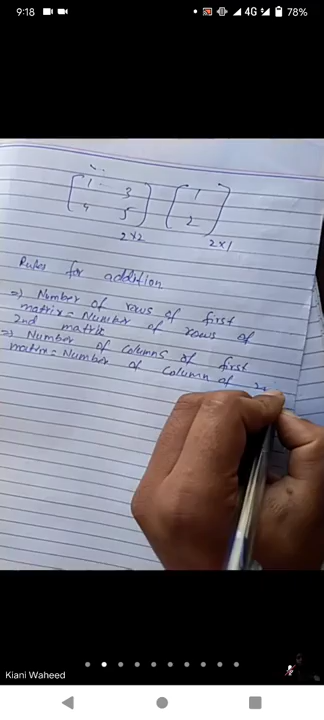 9:18 4G 78%
[1 3 [1
4 5] 2]
2×2 2×1
Rules for addition
=> Number of rows of first
matrix = Number of rows of
2nd matrix
=> Number of columns of first
matrix = Number of column of
Kiani Waheed